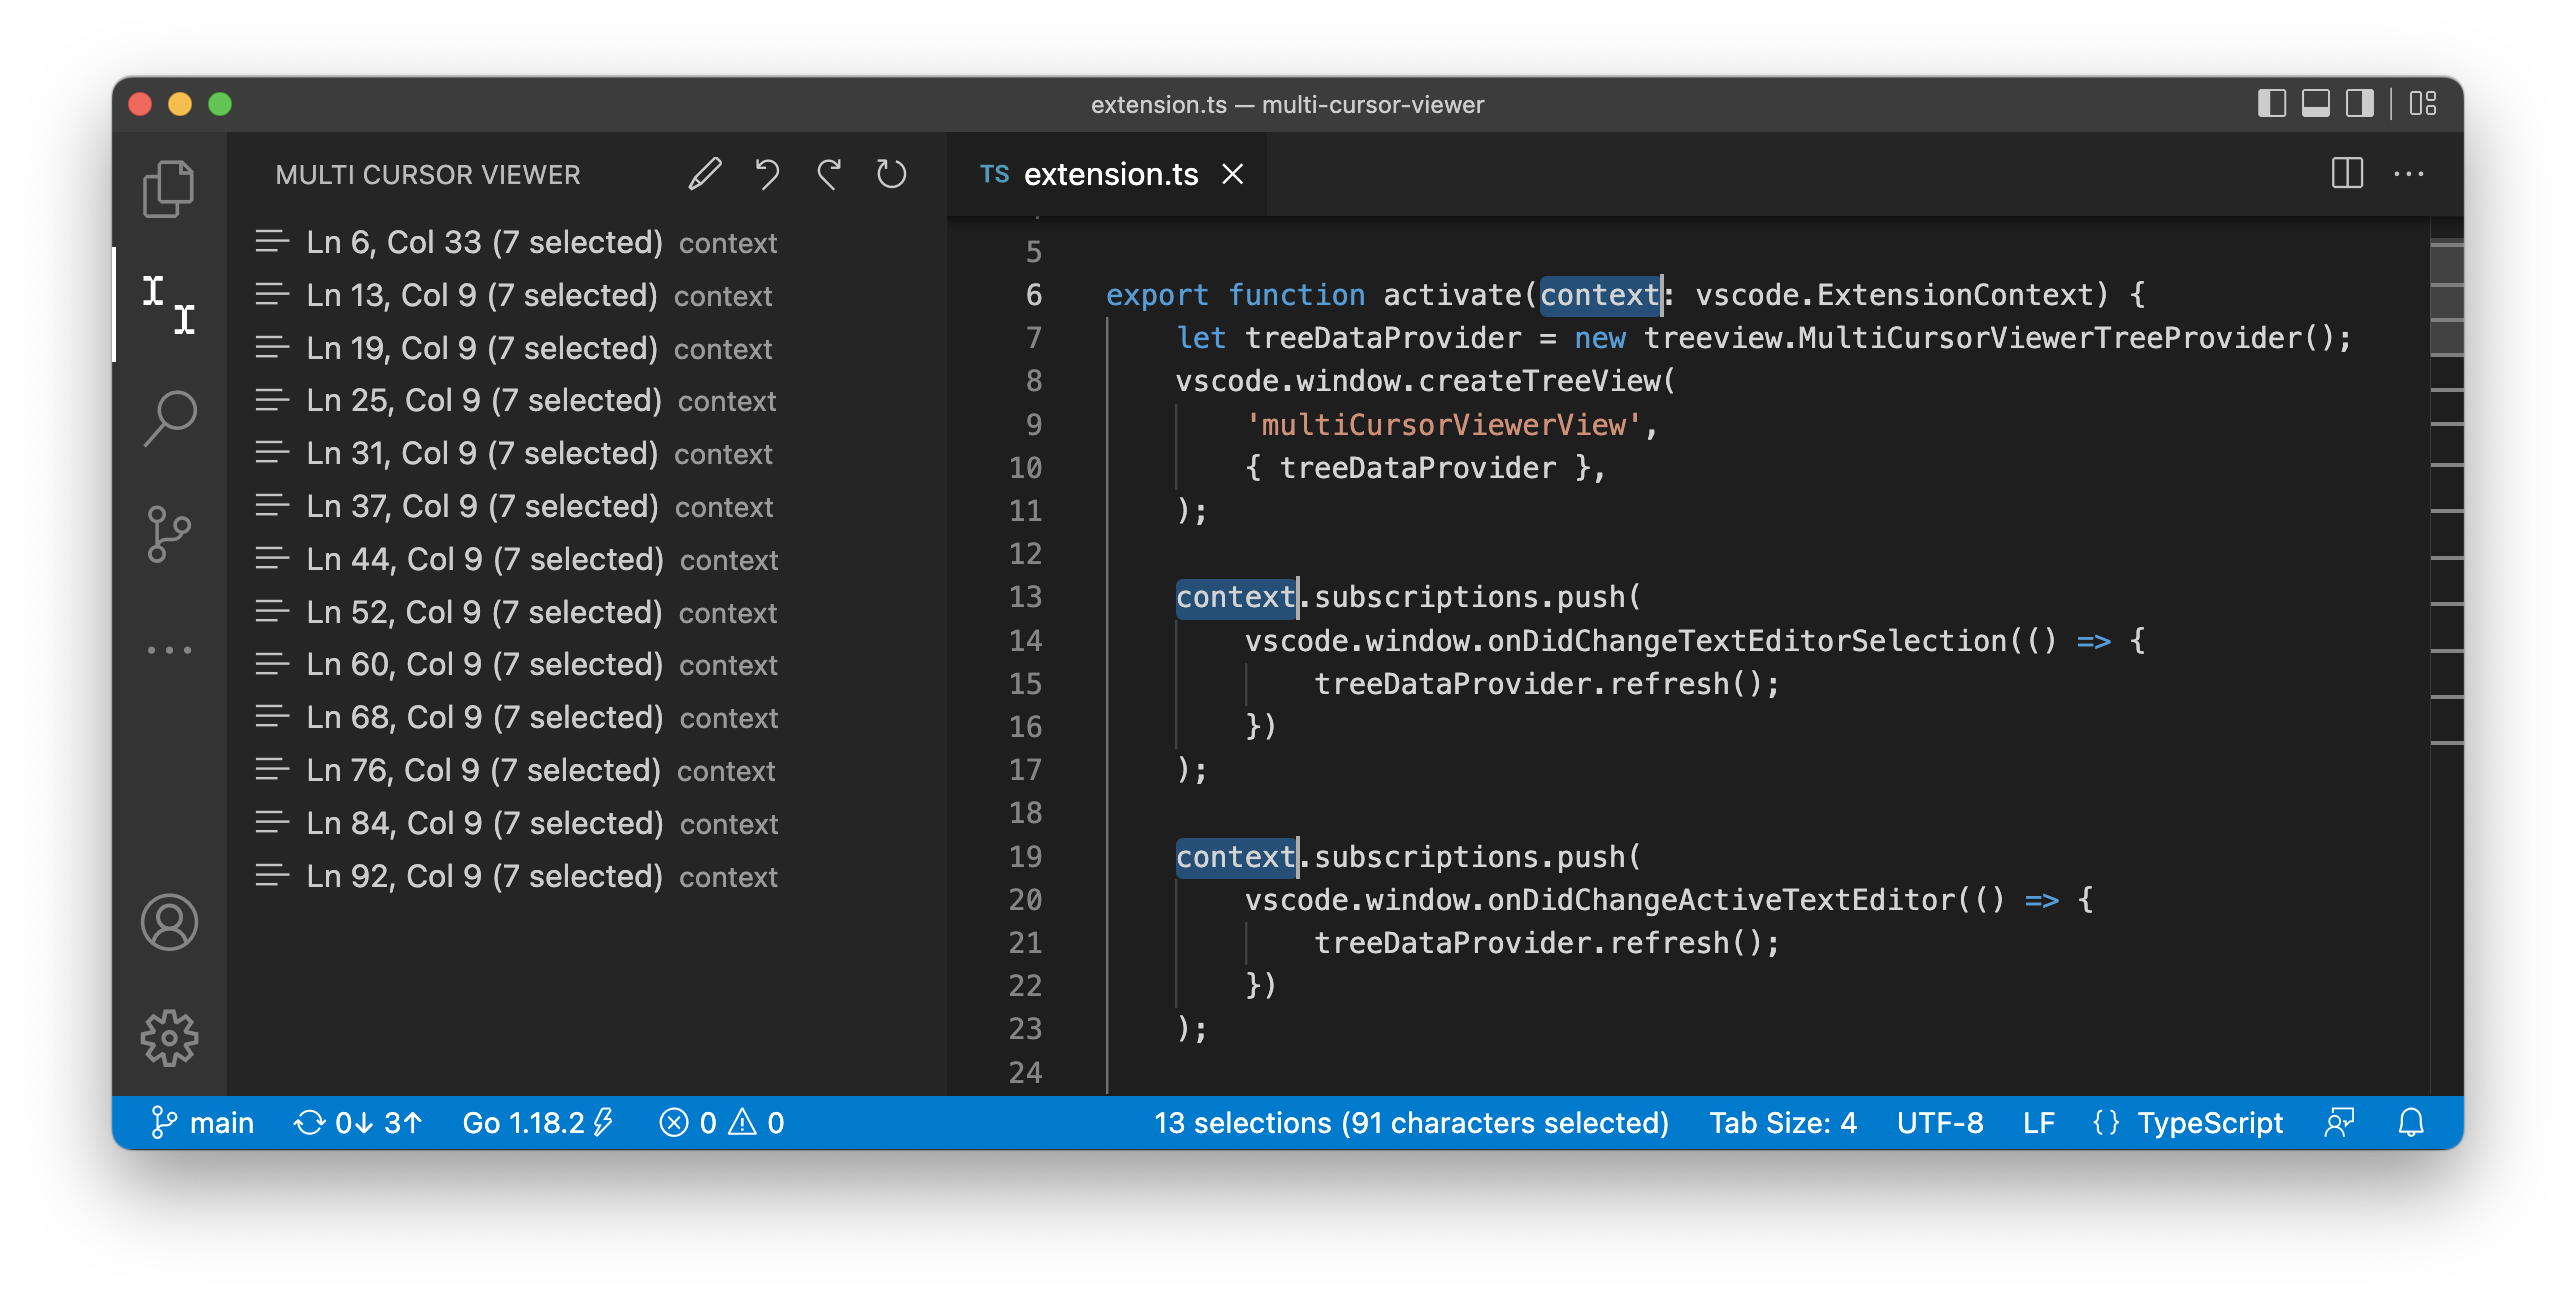 extension.ts — multi-cursor-viewer
MULTI CURSOR VIEWER
Ln 6, Col 33 (7 selected) context
Ln 13, Col 9 (7 selected) context
Ln 19, Col 9 (7 selected) context
Ln 25, Col 9 (7 selected) context
Ln 31, Col 9 (7 selected) context
Ln 37, Col 9 (7 selected) context
Ln 44, Col 9 (7 selected) context
Ln 52, Col 9 (7 selected) context
Ln 60, Col 9 (7 selected) context
Ln 68, Col 9 (7 selected) context
Ln 76, Col 9 (7 selected) context
Ln 84, Col 9 (7 selected) context
Ln 92, Col 9 (7 selected) context
TS extension.ts
5
6 export function activate(context: vscode.ExtensionContext) {
7 let treeDataProvider = new treeview.MultiCursorViewerTreeProvider();
8 vscode.window.createTreeView(
9 'multiCursorViewerView',
10 { treeDataProvider },
11 );
12
13 context.subscriptions.push(
14 vscode.window.onDidChangeTextEditorSelection(() => {
15 treeDataProvider.refresh();
16 })
17 );
18
19 context.subscriptions.push(
20 vscode.window.onDidChangeActiveTextEditor(() => {
21 treeDataProvider.refresh();
22 })
23 );
24
main 0↓ 3↑ Go 1.18.2 0 0 13 selections (91 characters selected) Tab Size: 4 UTF-8 LF {} TypeScript